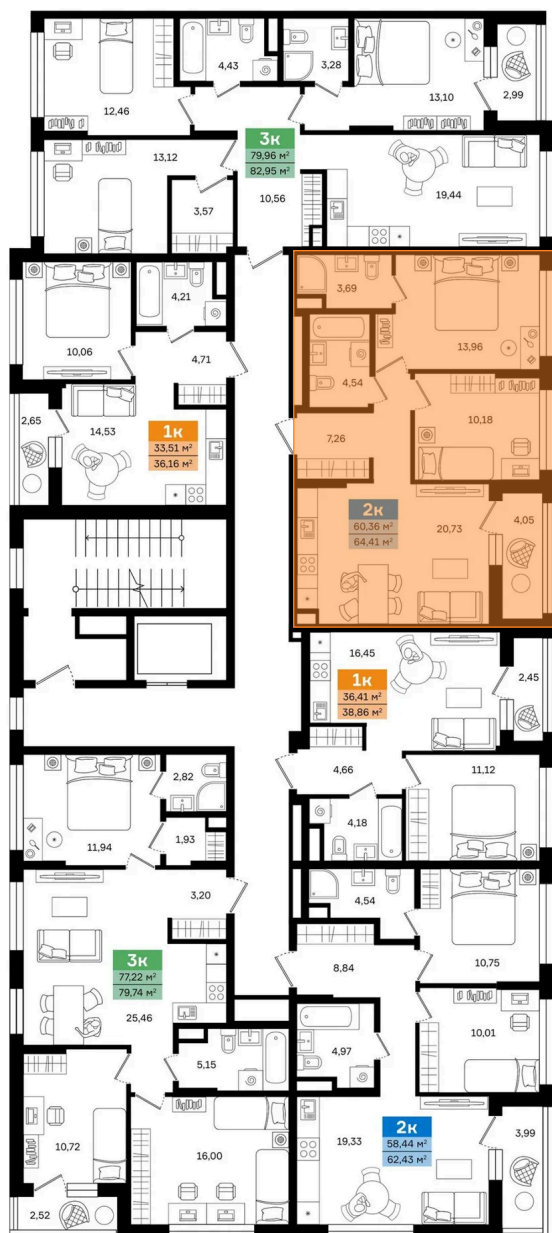 4,43
3,28
12,46
13,10
2,99
3к
79,96 м²
82,95 м²
13,12
3,57
10,56
19,44
4,21
3,69
10,06
4,71
13,96
4,54
10,18
2,65
14,53
1к
33,51 м²
36,16 м²
7,26
2к
60,36 м²
64,41 м²
20,73
4,05
16,45
1к
36,41 м²
38,86 м²
2,45
2,82
4,66
11,12
11,94
1,93
4,18
3,20
4,54
10,75
3к
77,22 м²
79,74 м²
25,46
8,84
5,15
4,97
10,01
10,72
16,00
19,33
2к
58,44 м²
62,43 м²
3,99
2,52